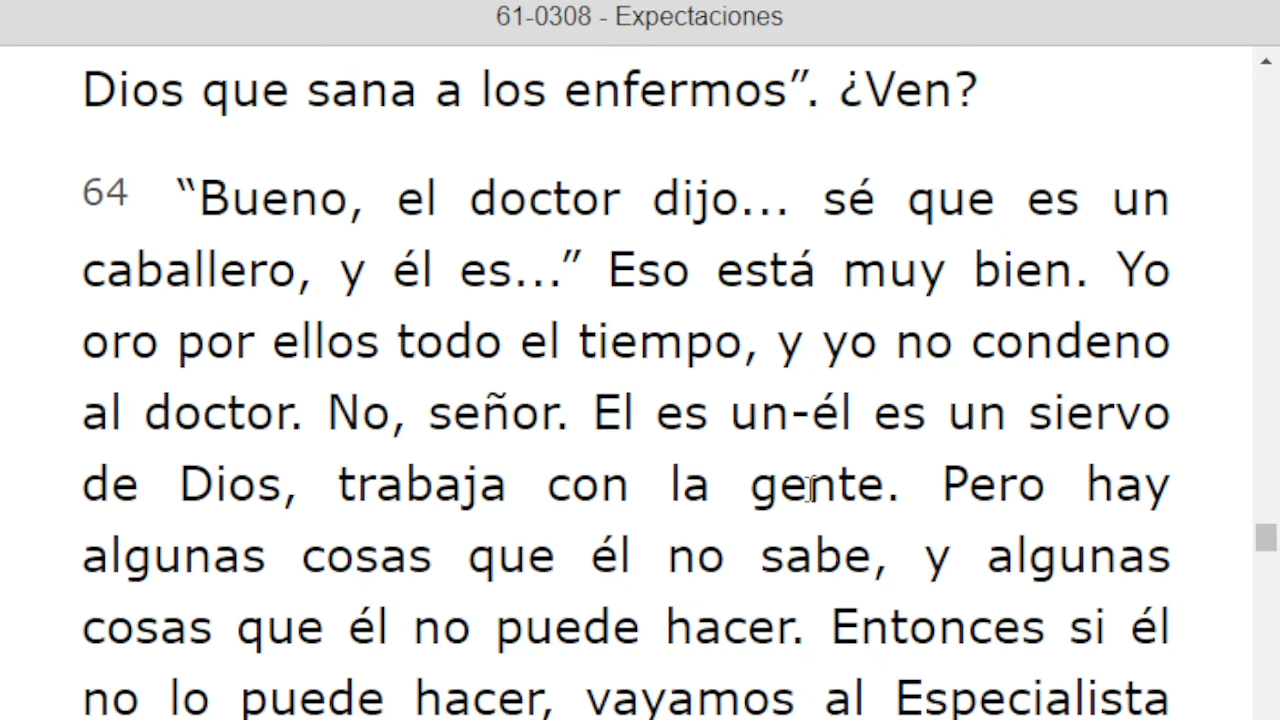 61-0308 - Expectaciones
Dios que sana a los enfermos”. ¿Ven?
64 “Bueno, el doctor dijo... sé que es un
caballero, y él es...” Eso está muy bien. Yo
oro por ellos todo el tiempo, y yo no condeno
al doctor. No, señor. El es un-él es un siervo
de Dios, trabaja con la gente. Pero hay
algunas cosas que él no sabe, y algunas
cosas que él no puede hacer. Entonces si él
no lo puede hacer, vayamos al Especialista